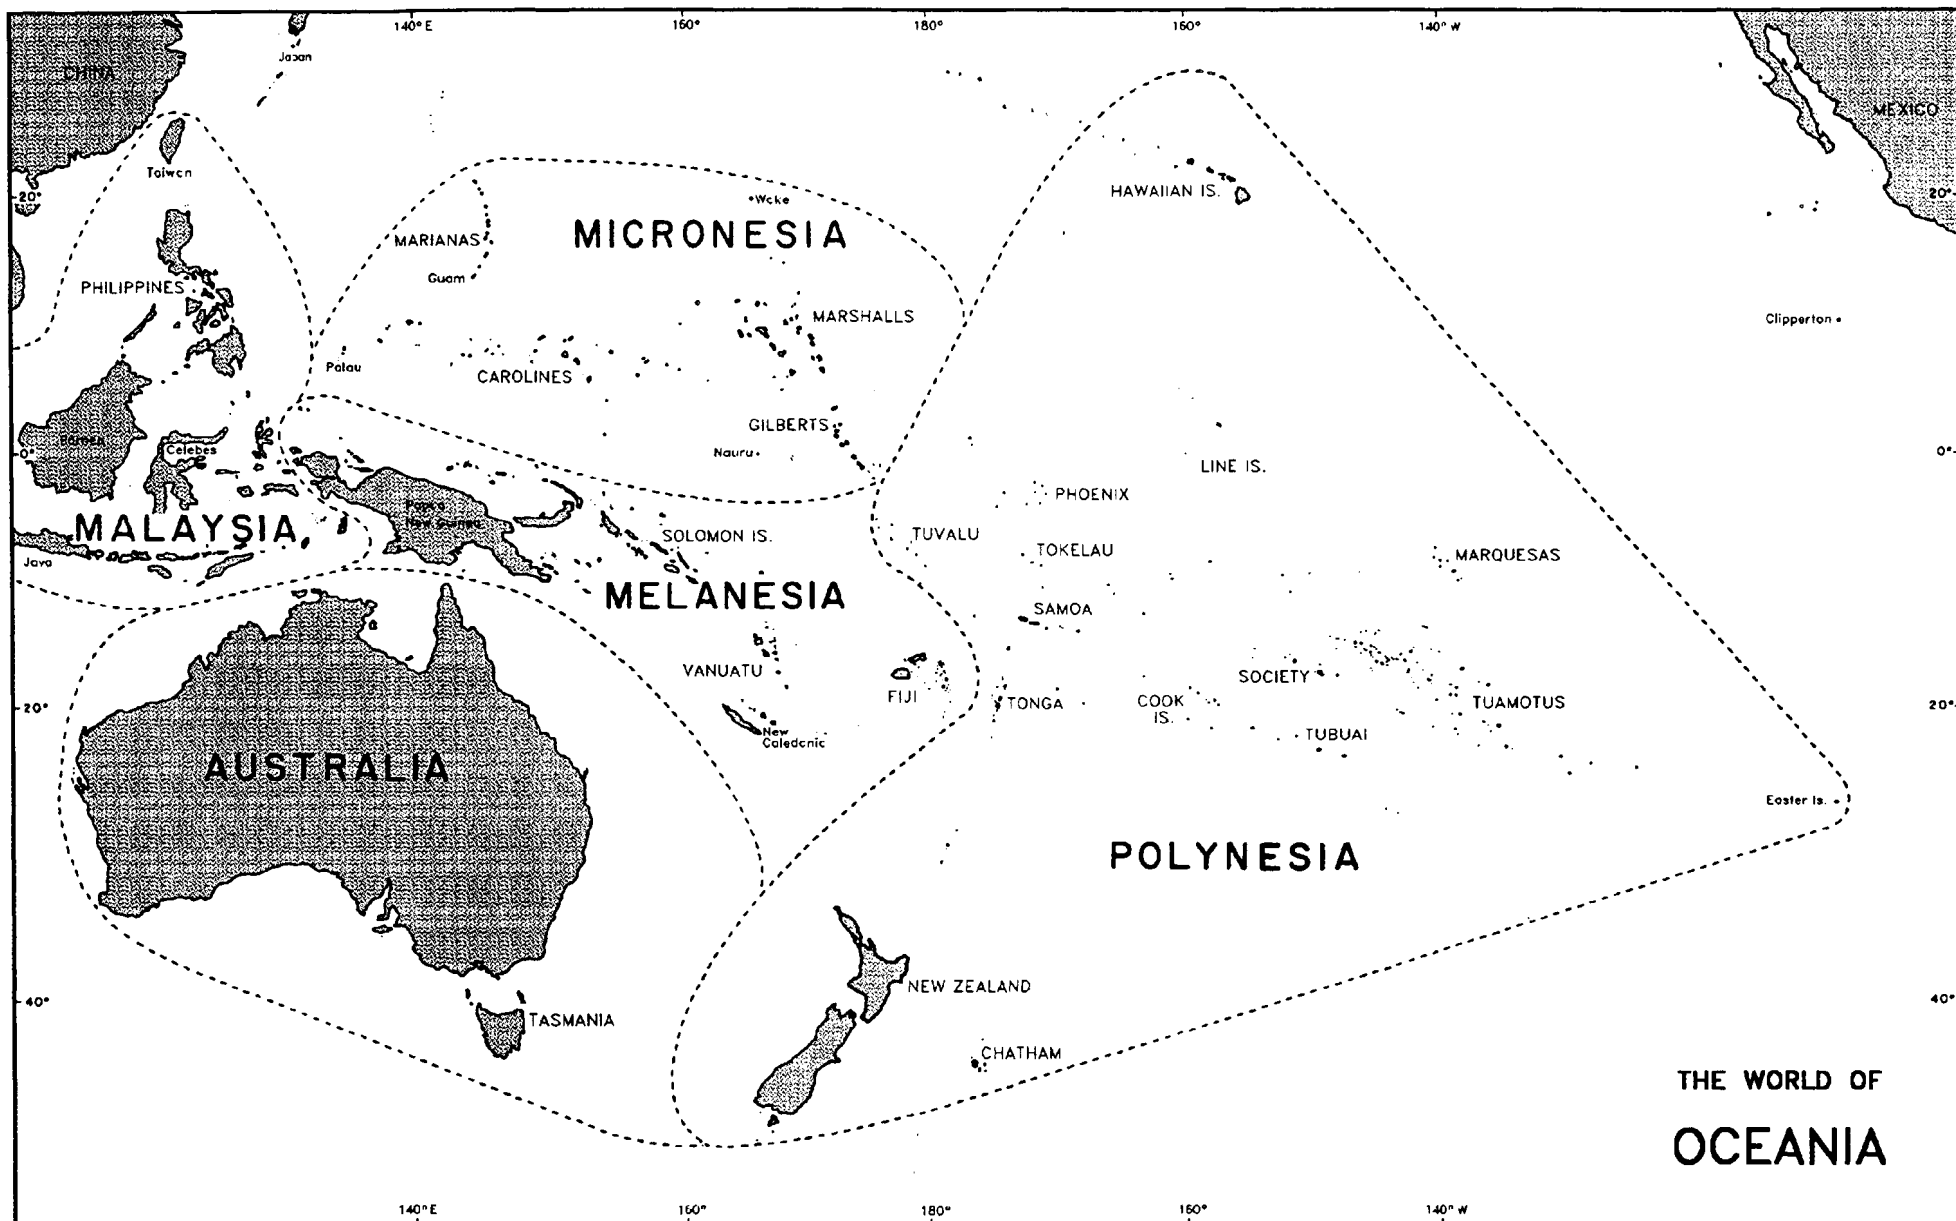 140° E
160°
180°
160°
140° W
Japan
CHINA
MEXICO
Taiwan
20°
20°
HAWAIIAN IS.
Wake
MICRONESIA
MARIANAS
Guam
PHILIPPINES
MARSHALLS
Clipperton
Palau
CAROLINES
GILBERTS
Borneo
Celebes
0°
Nauru
0°
LINE IS.
PHOENIX
Papua
New Guinea
MALAYSIA
SOLOMON IS.
TUVALU
TOKELAU
MARQUESAS
Java
MELANESIA
SAMOA
VANUATU
SOCIETY
FIJI
TONGA
COOK
IS.
TUAMOTUS
20°
20°
New
Caledonia
TUBUAI
AUSTRALIA
Easter Is.
POLYNESIA
NEW ZEALAND
40°
40°
TASMANIA
CHATHAM
THE WORLD OF
OCEANIA
140° E
160°
180°
160°
140° W